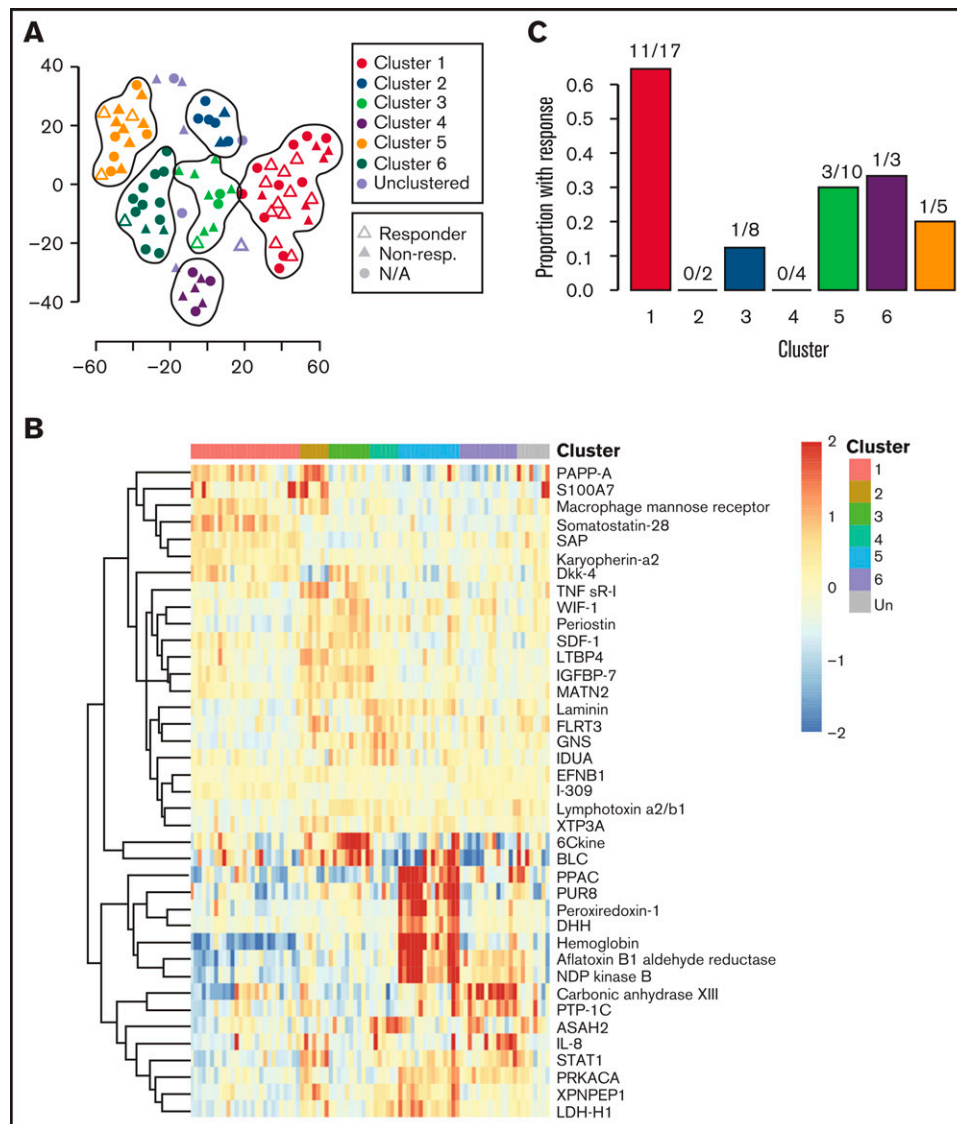 A
40
20
0
−20
−40
−60
−20
20
60
Cluster 1
Cluster 2
Cluster 3
Cluster 4
Cluster 5
Cluster 6
Unclustered
Responder
Non-resp.
N/A
C
Proportion with response
0.6
0.4
0.2
0.0
11/17
0/2
1/8
0/4
3/10
1/3
1/5
1
2
3
4
5
6
Cluster
B
Cluster
PAPP-A
S100A7
Macrophage mannose receptor
Somatostatin-28
SAP
Karyopherin-a2
Dkk-4
TNF sR-I
WIF-1
Periostin
SDF-1
LTBP4
IGFBP-7
MATN2
Laminin
FLRT3
GNS
IDUA
EFNB1
I-309
Lymphotoxin a2/b1
XTP3A
6Ckine
BLC
PPAC
PUR8
Peroxiredoxin-1
DHH
Hemoglobin
Aflatoxin B1 aldehyde reductase
NDP kinase B
Carbonic anhydrase XIII
PTP-1C
ASAH2
IL-8
STAT1
PRKACA
XPNPEP1
LDH-H1
2
1
0
−1
−2
Cluster
1
2
3
4
5
6
Un